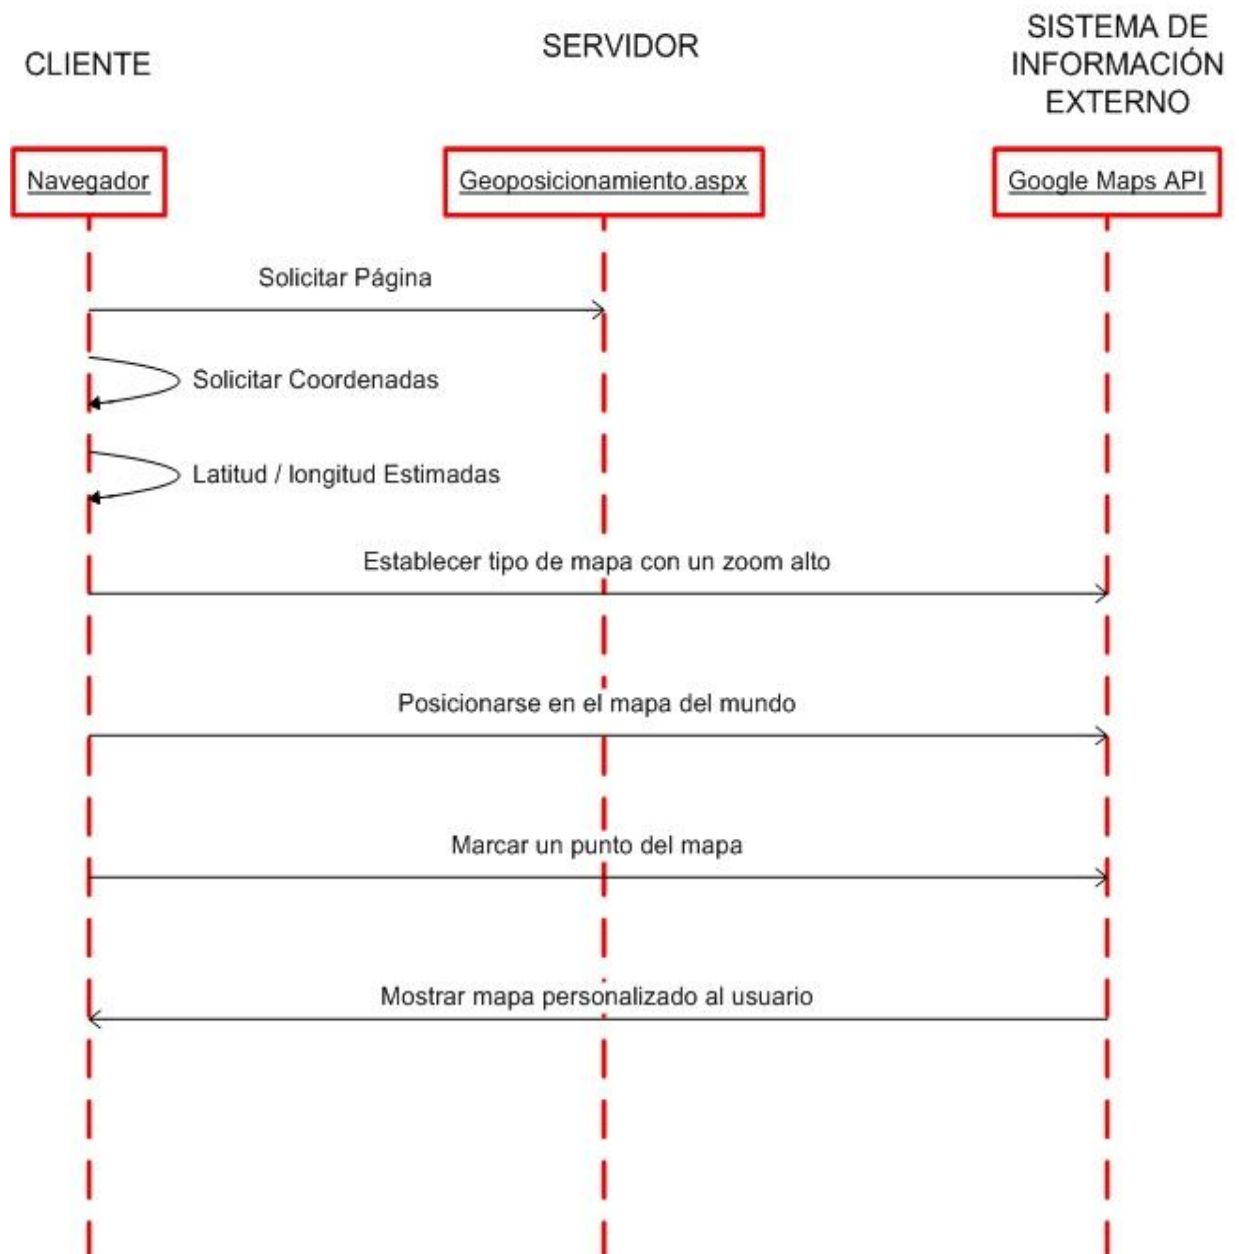 CLIENTE
SERVIDOR
SISTEMA DE
INFORMACIÓN
EXTERNO
Navegador
Geoposicionamiento.aspx
Google Maps API
Solicitar Página
Solicitar Coordenadas
Latitud / longitud Estimadas
Establecer tipo de mapa con un zoom alto
Posicionarse en el mapa del mundo
Marcar un punto del mapa
Mostrar mapa personalizado al usuario